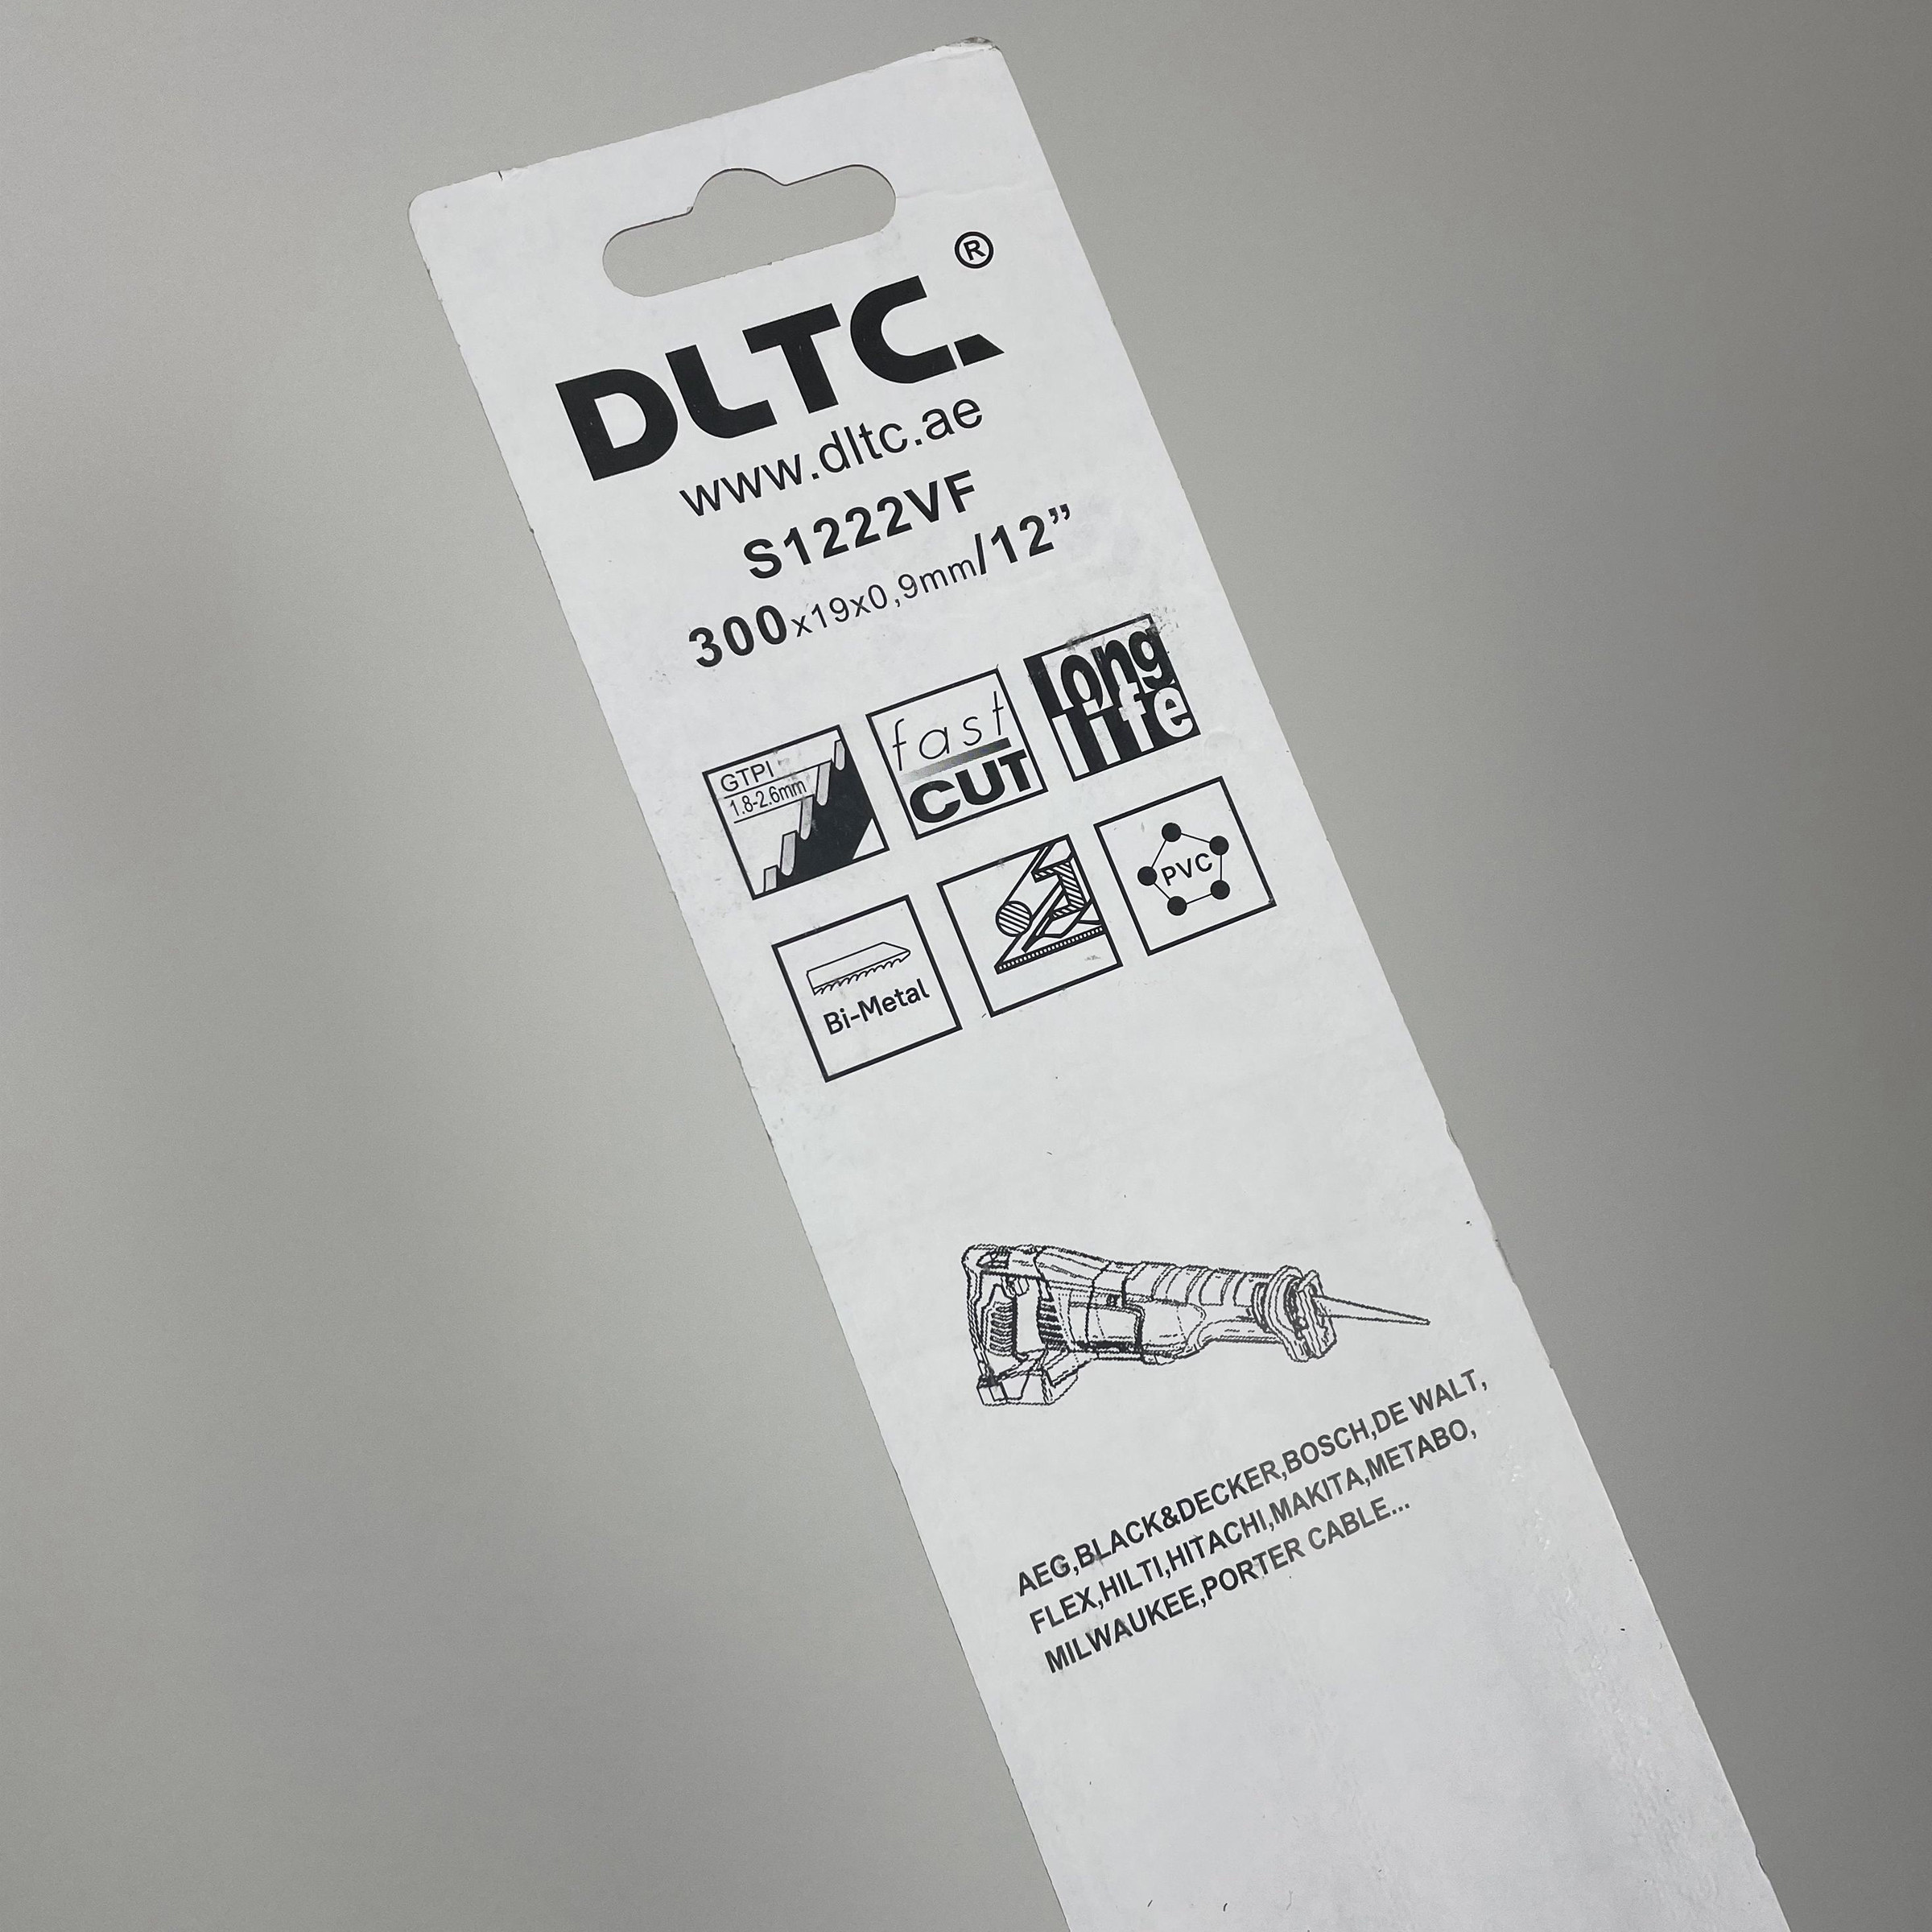 ®
DLTC
www.dltc.ae
S1222VF
300x19x0,9mm/12”
GTPI
1.8-2.6mm
fast
CUT
long
life
Bi-Metal
PVC
AEG,BLACK&DECKER,BOSCH,DE WALT,
FLEX,HILTI,HITACHI,MAKITA,METABO,
MILWAUKEE,PORTER CABLE...